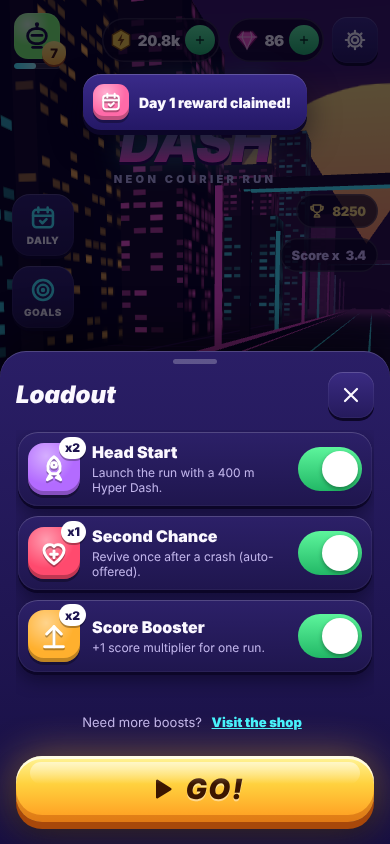 7
20.8k
+
86
+
Day 1 reward claimed!
DASH
NEON COURIER RUN
8250
DAILY
Score x 3.4
GOALS
Loadout
x2
Head Start
Launch the run with a 400 m
Hyper Dash.
x1
Second Chance
Revive once after a crash (auto-
offered).
x2
Score Booster
+1 score multiplier for one run.
Need more boosts? Visit the shop
GO!